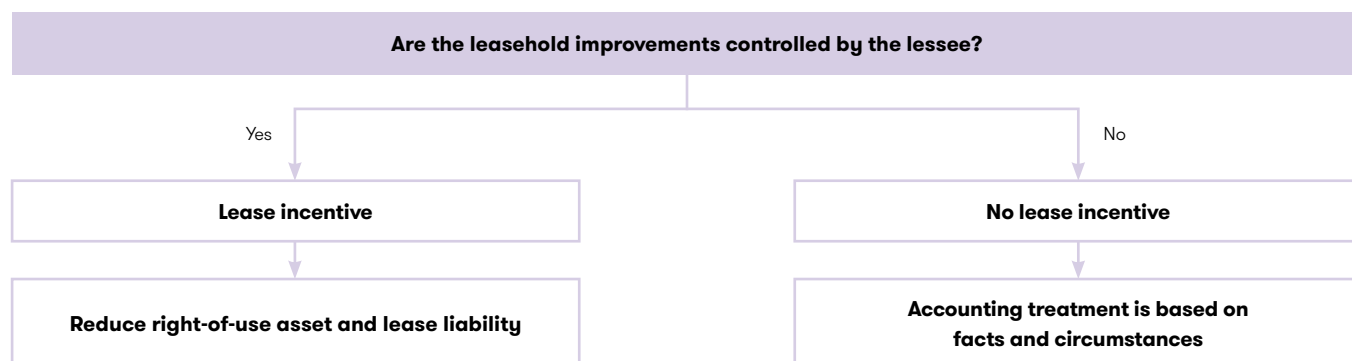 Are the leasehold improvements controlled by the lessee?
Yes
No
Lease incentive
No lease incentive
Reduce right-of-use asset and lease liability
Accounting treatment is based on
facts and circumstances